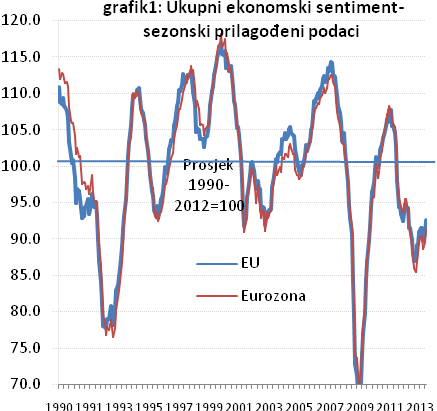 grafik1: Ukupni ekonomski sentiment-
sezonski prilagođeni podaci
120.0
115.0
110.0
105.0
100.0
95.0
90.0
85.0
80.0
75.0
70.0
Prosjek
1990-
2012=100
EU
Eurozona
1990 1991 1993 1995 1997 1999 2001 2003 2005 2007 2009 2011 2013